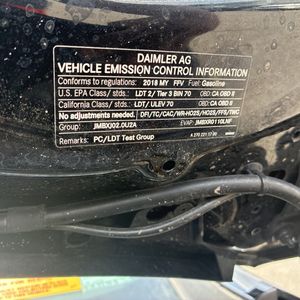 DAIMLER AG
VEHICLE EMISSION CONTROL INFORMATION
Conforms to regulations: 2018 MY FFV Fuel: Gasoline
U.S. EPA Class/ stds: LDT 2/ Tier 3 BIN 70 OBD: CA OBD II
California Class/ stds: LDT/ ULEV 70 OBD: CA OBD II
No adjustments needed. DFI/TC/CAC/WR-HO2S/HO2S/FFS/TWC
Group: JMBXJ02.0U2A EVAP:
Remarks: PC/LDT Test Group